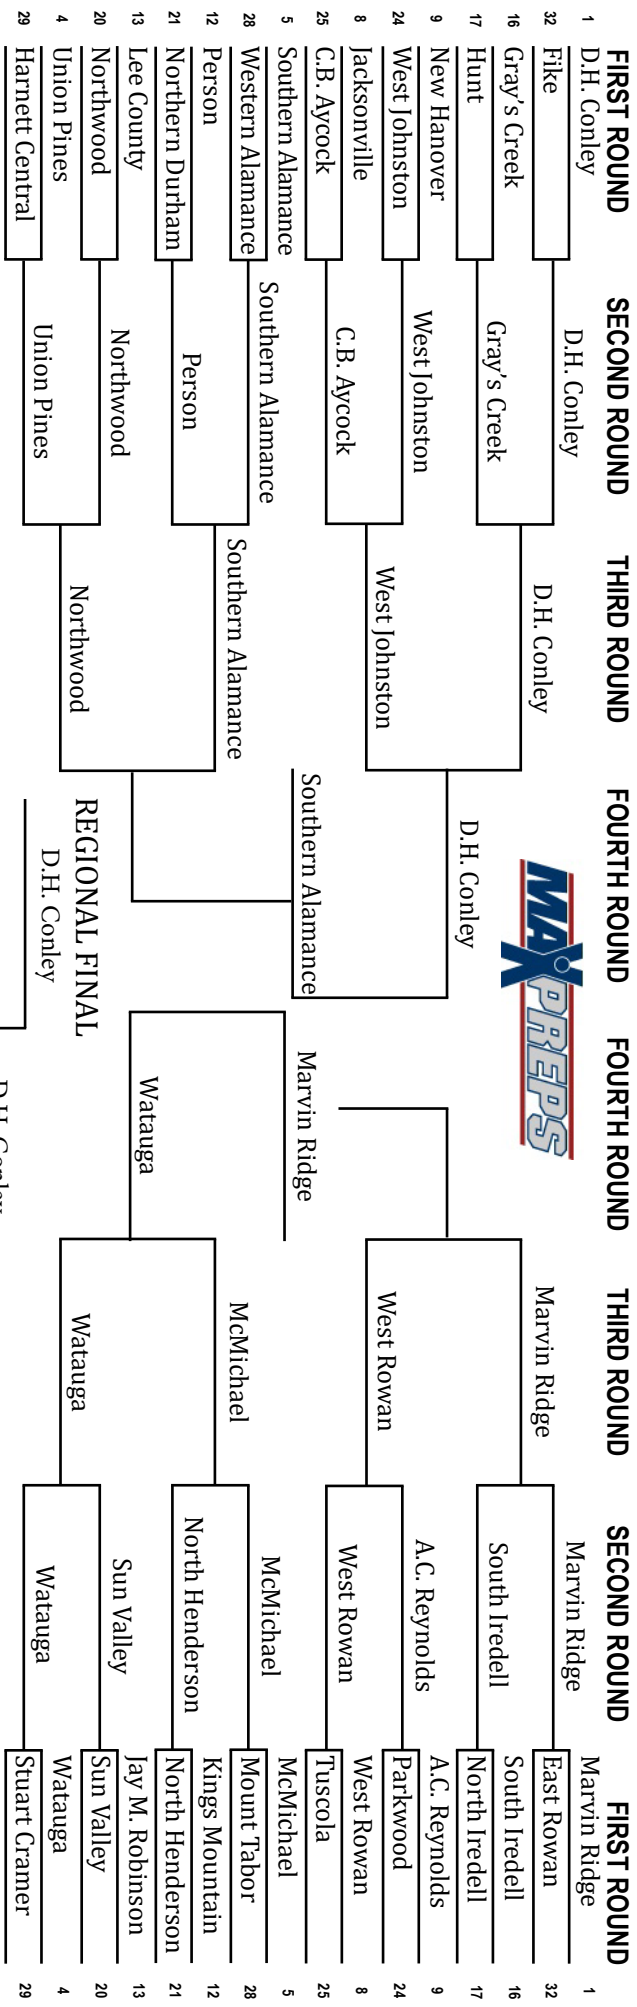 FIRST ROUND
SECOND ROUND
THIRD ROUND
FOURTH ROUND
FOURTH ROUND
THIRD ROUND
SECOND ROUND
FIRST ROUND
1 D.H. Conley
32 Fike
16 Gray's Creek
17 Hunt
9 New Hanover
24 West Johnston
8 Jacksonville
25 C.B. Aycock
5 Southern Alamance
28 Western Alamance
12 Person
21 Northern Durham
13 Lee County
20 Northwood
4 Union Pines
29 Harnett Central
D.H. Conley
Gray's Creek
West Johnston
C.B. Aycock
Southern Alamance
Person
Northwood
Union Pines
D.H. Conley
West Johnston
Southern Alamance
Northwood
D.H. Conley
Southern Alamance
MAXPREPS
REGIONAL FINAL
D.H. Conley
D.H. Conley
Marvin Ridge
Watauga
Marvin Ridge
West Rowan
McMichael
Watauga
Marvin Ridge
South Iredell
A.C. Reynolds
West Rowan
McMichael
North Henderson
Sun Valley
Watauga
Marvin Ridge 1
East Rowan 32
South Iredell 16
North Iredell 17
A.C. Reynolds 9
Parkwood 24
West Rowan 8
Tuscola 25
McMichael 5
Mount Tabor 28
Kings Mountain 12
North Henderson 21
Jay M. Robinson 13
Sun Valley 20
Watauga 4
Stuart Cramer 29